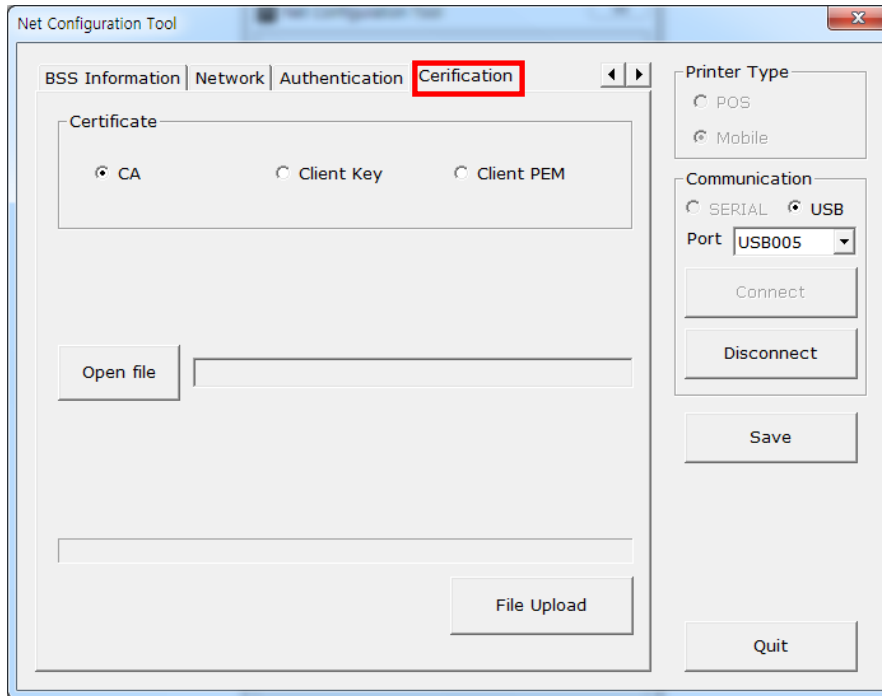 Net Configuration Tool
BSS Information Network Authentication Cerification
Certificate
CA Client Key Client PEM
Open file
File Upload
Printer Type
POS
Mobile
Communication
SERIAL USB
Port USB005
Connect
Disconnect
Save
Quit